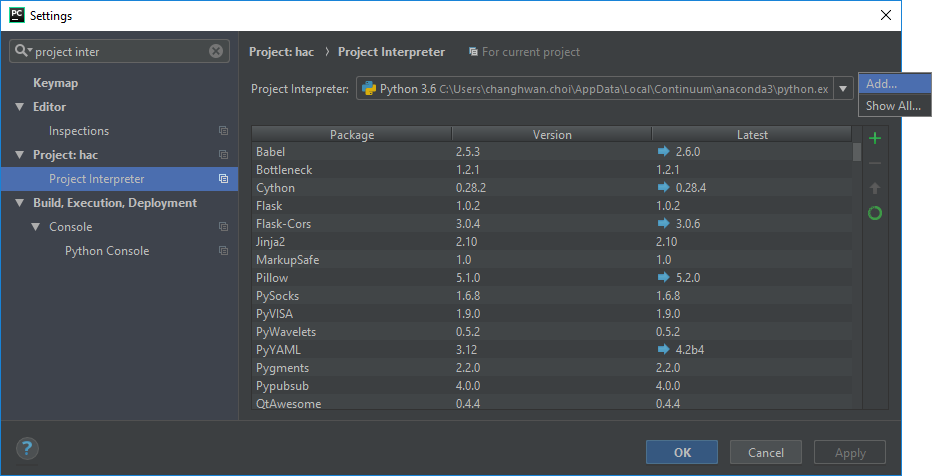 PC Settings
project inter
Project: hac > Project Interpreter For current project
Keymap
Editor
Inspections
Project: hac
Project Interpreter
Build, Execution, Deployment
Console
Python Console
Project Interpreter: Python 3.6 C:\Users\changhwan.choi\AppData\Local\Continuum\anaconda3\python.ex
Add...
Show All...
Package Version Latest
Babel 2.5.3 2.6.0
Bottleneck 1.2.1 1.2.1
Cython 0.28.2 0.28.4
Flask 1.0.2 1.0.2
Flask-Cors 3.0.4 3.0.6
Jinja2 2.10 2.10
MarkupSafe 1.0 1.0
Pillow 5.1.0 5.2.0
PySocks 1.6.8 1.6.8
PyVISA 1.9.0 1.9.0
PyWavelets 0.5.2 0.5.2
PyYAML 3.12 4.2b4
Pygments 2.2.0 2.2.0
Pypubsub 4.0.0 4.0.0
QtAwesome 0.4.4 0.4.4
? OK Cancel Apply